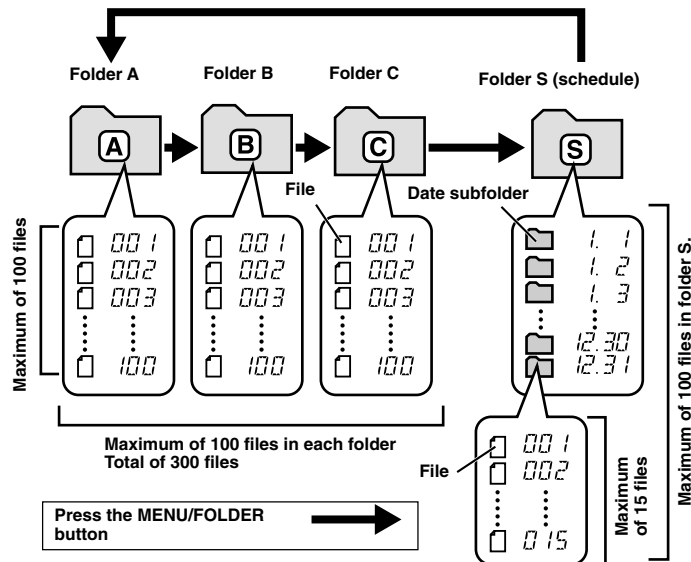 Folder A
Folder B
Folder C
Folder S (schedule)
A
B
C
S
File
Date subfolder
Maximum of 100 files
001
002
003
100
001
002
003
100
001
002
003
100
1. 1
1. 2
1. 3
12.30
12.31
Maximum of 100 files in folder S.
Maximum of 100 files in each folder
Total of 300 files
File
001
002
015
Maximum
of 15 files
Press the MENU/FOLDER
button